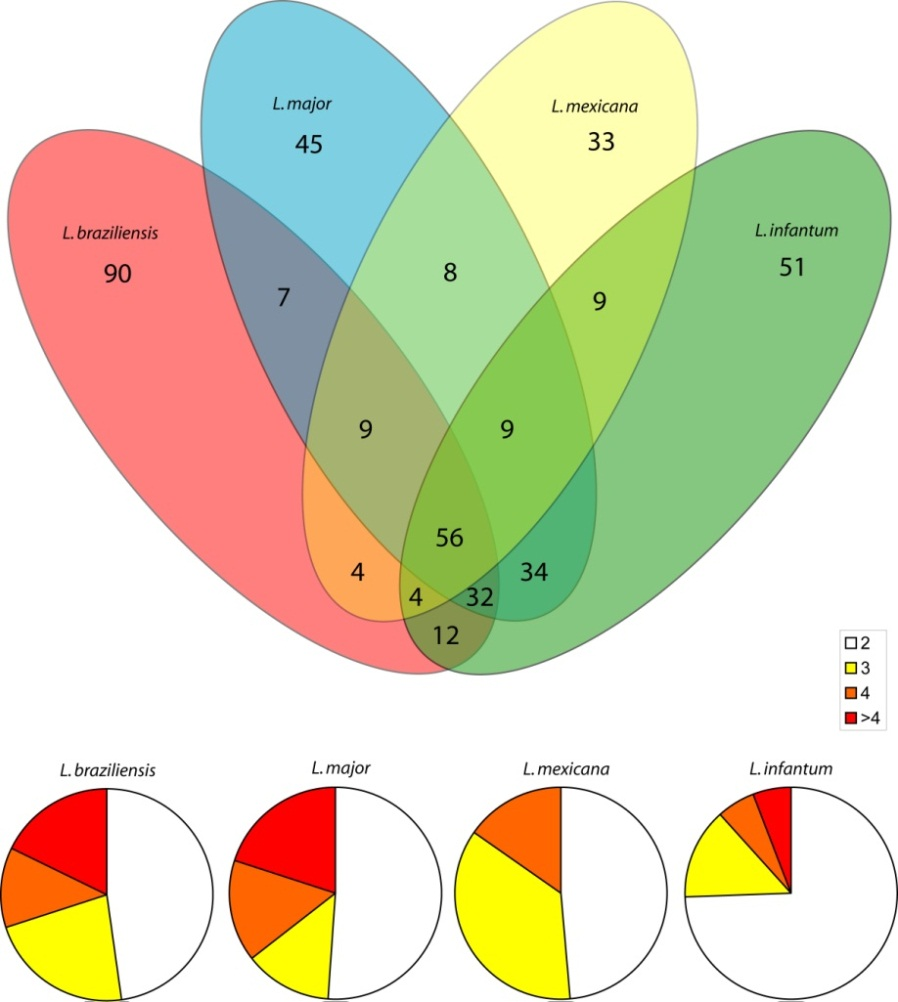 L. major
45
L. mexicana
33
L. braziliensis
90
L. infantum
51
7
8
9
9
9
56
4
34
4
32
12
2
3
4
>4
L. braziliensis
L. major
L. mexicana
L. infantum